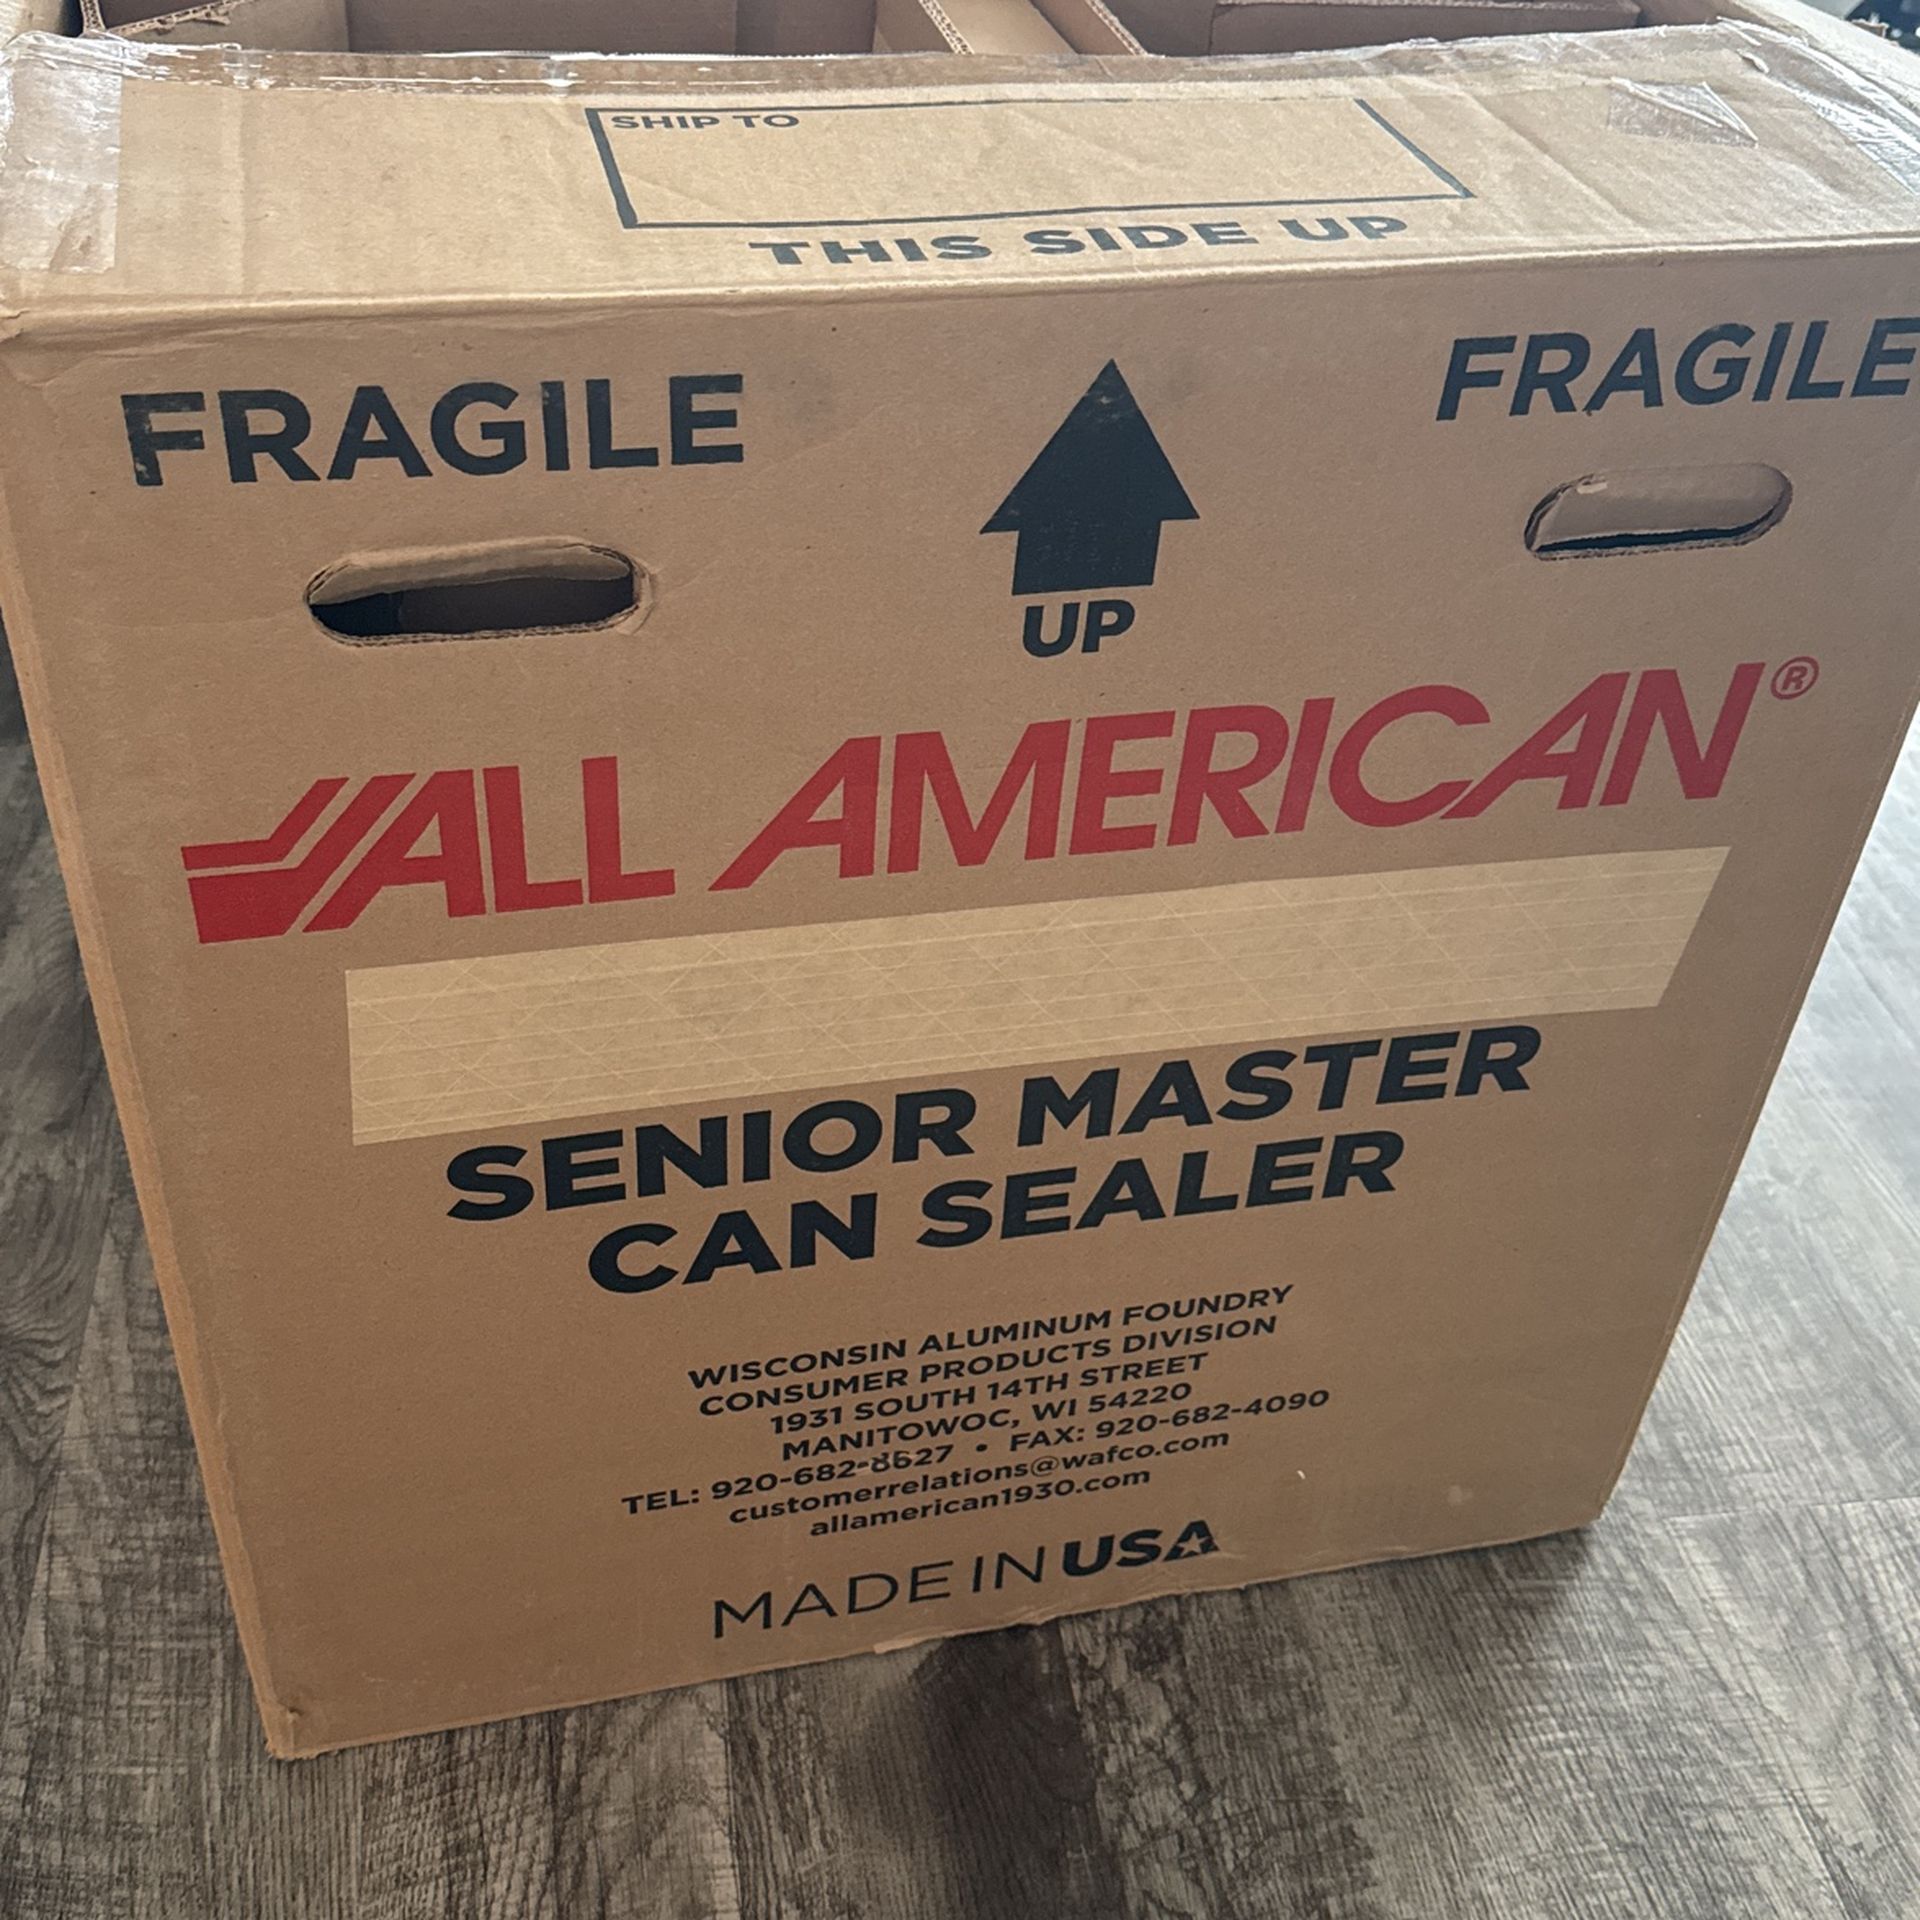 SHIP TO
THIS SIDE UP
FRAGILE
FRAGILE
UP
ALL AMERICAN®
SENIOR MASTER
CAN SEALER
WISCONSIN ALUMINUM FOUNDRY
CONSUMER PRODUCTS DIVISION
1931 SOUTH 14TH STREET
MANITOWOC, WI 54220
TEL: 920-682-8627 • FAX: 920-682-4090
customerrelations@wafco.com
allamerican1930.com
MADE IN USA